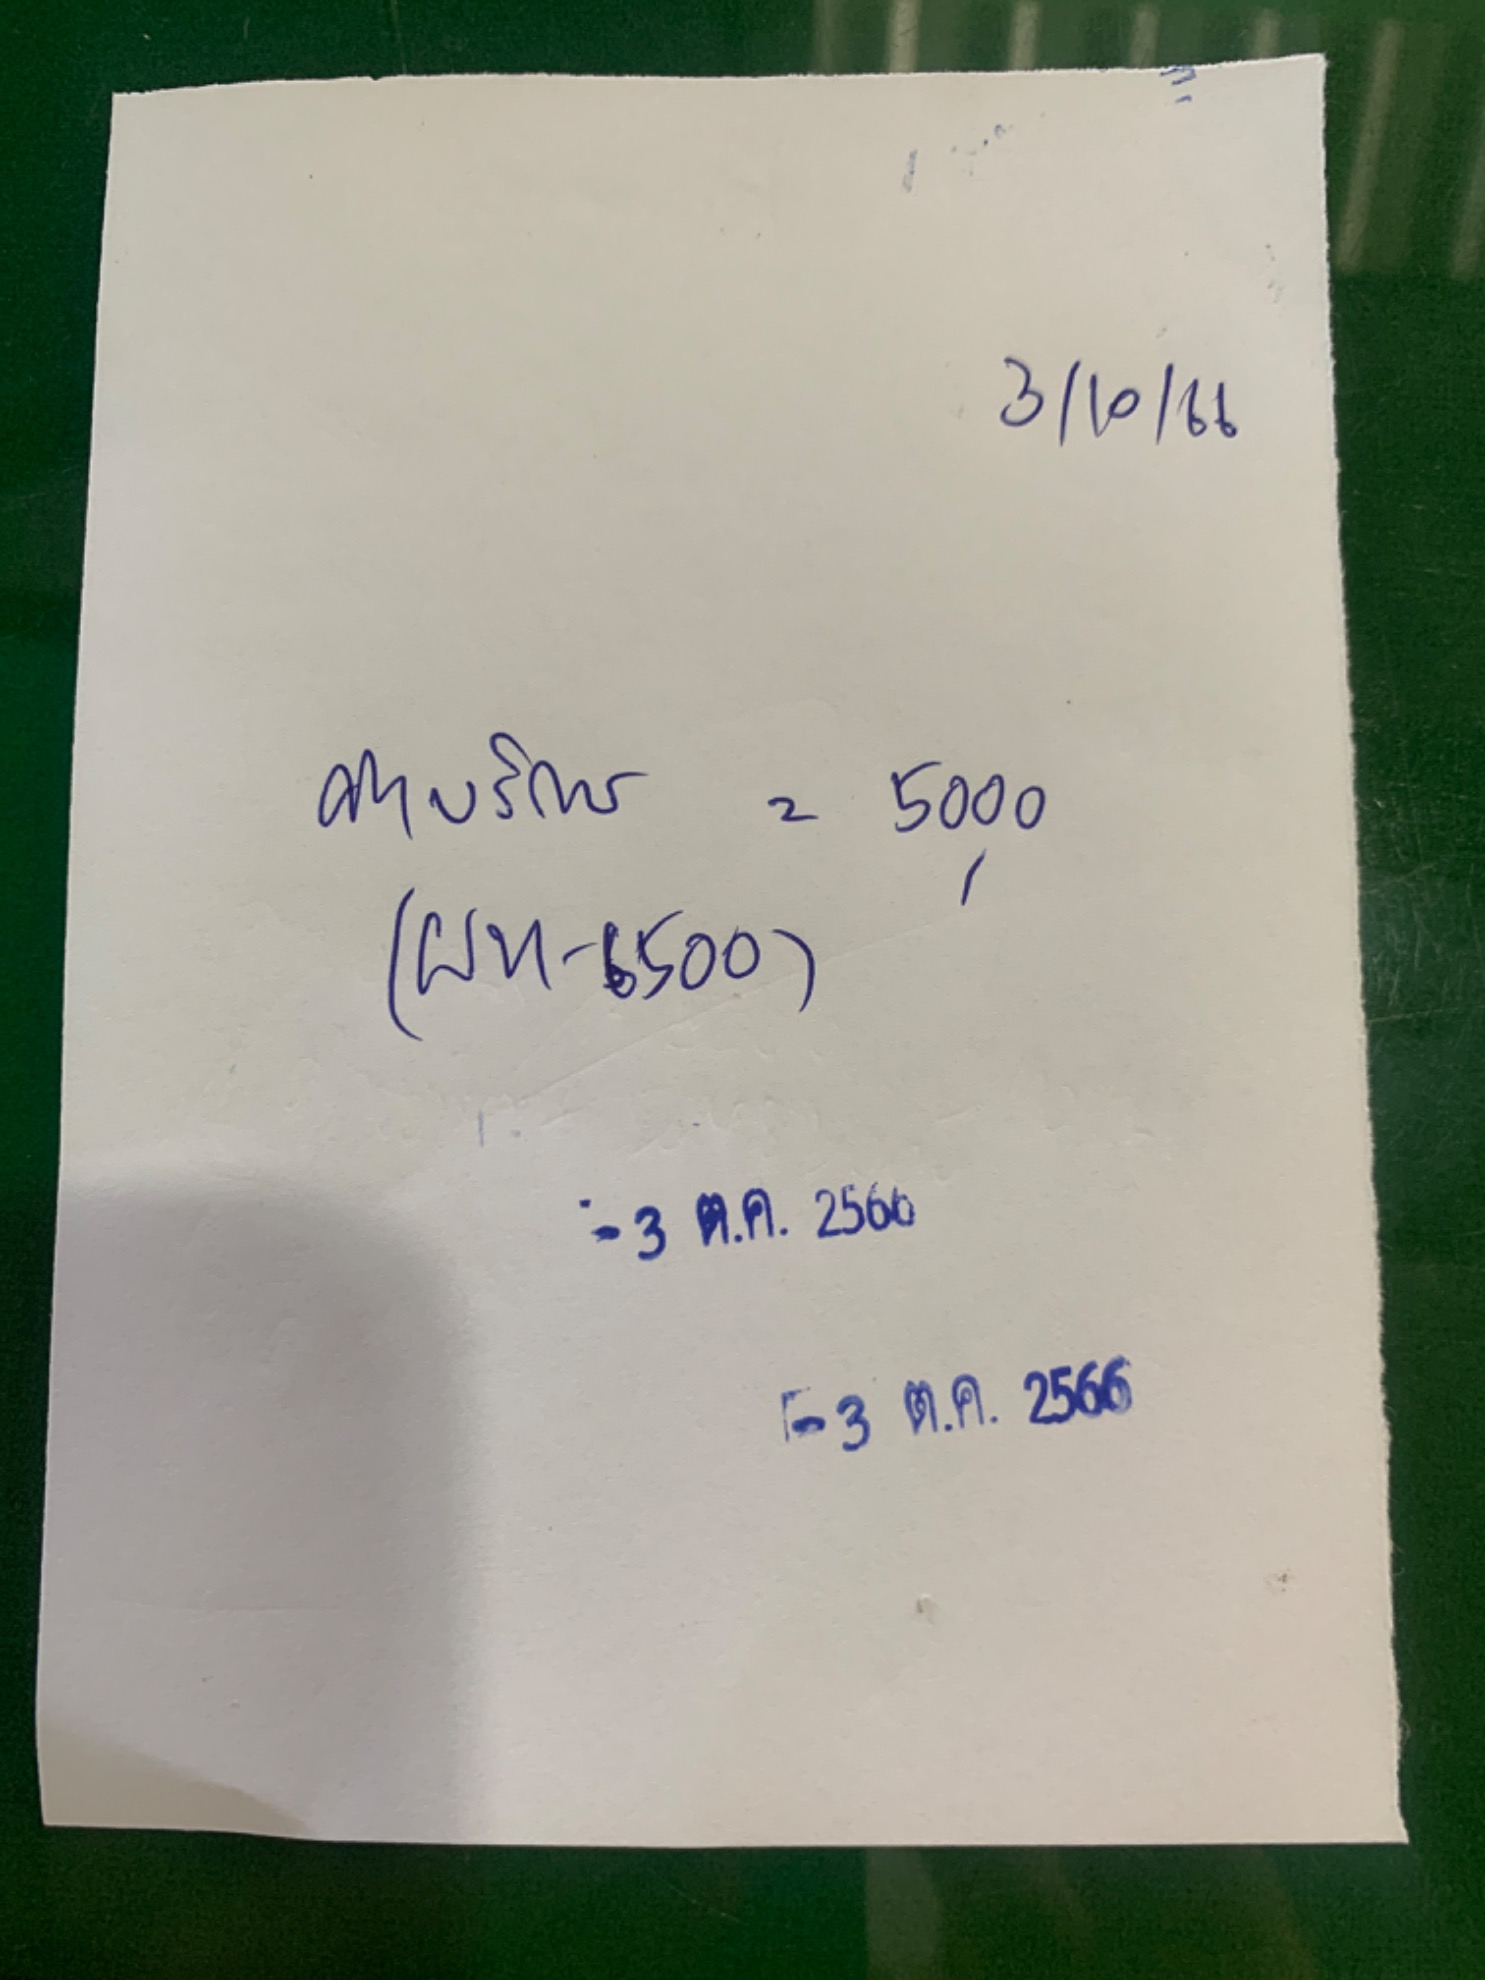 3/10/66
ค่าบริการ = 5000
(ผท-6500)
-3 ต.ค. 2566
-3 ต.ค. 2566